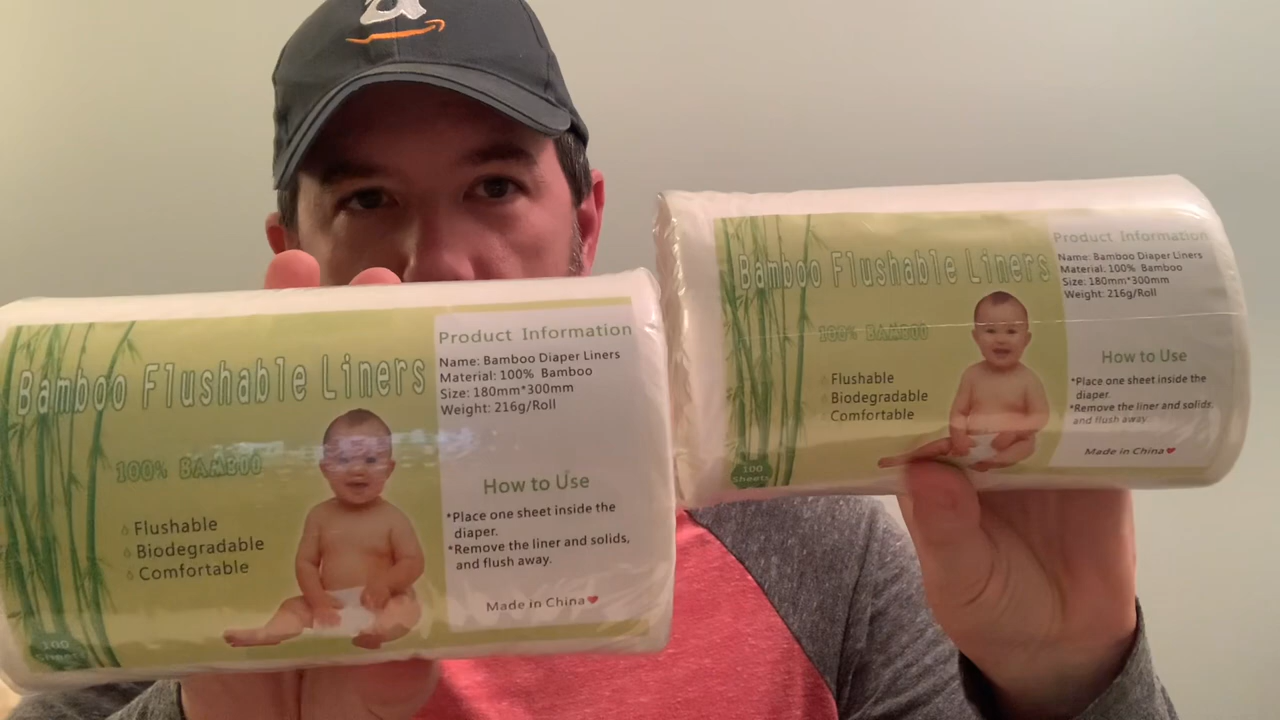 a
Bamboo Flushable Liners
100% BAMBOO
Flushable
Biodegradable
Comfortable
100
Sheets
Product Information
Name: Bamboo Diaper Liners
Material: 100% Bamboo
Size: 180mm*300mm
Weight: 216g/Roll
How to Use
*Place one sheet inside the
diaper.
*Remove the liner and solids,
and flush away.
Made in China
Bamboo Flushable Liners
100% BAMBOO
Flushable
Biodegradable
Comfortable
100
Sheets
Product Information
Name: Bamboo Diaper Liners
Material: 100% Bamboo
Size: 180mm*300mm
Weight: 216g/Roll
How to Use
*Place one sheet inside the
diaper.
*Remove the liner and solids,
and flush away.
Made in China